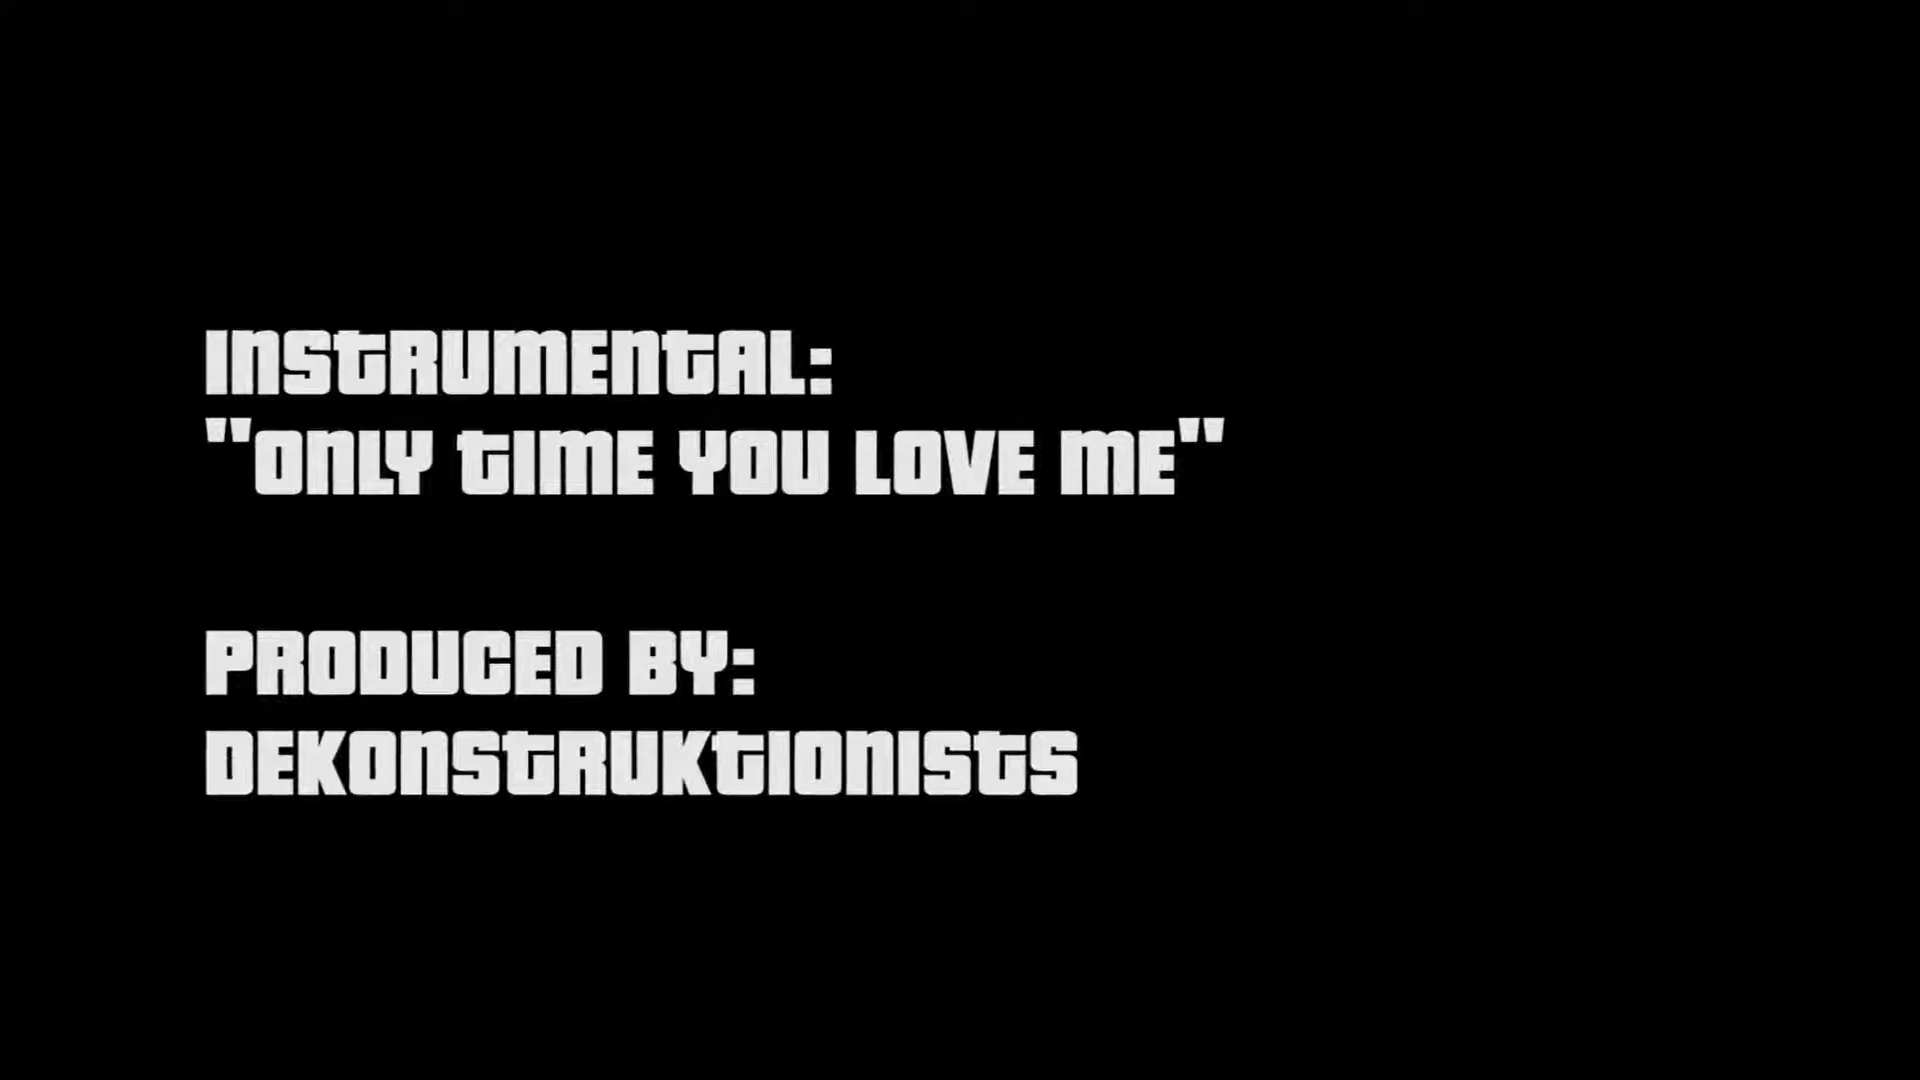 INSTRUMENTAL:
"ONLY TIME YOU LOVE ME"
PRODUCED BY:
DEKONSTRUKTIONISTS